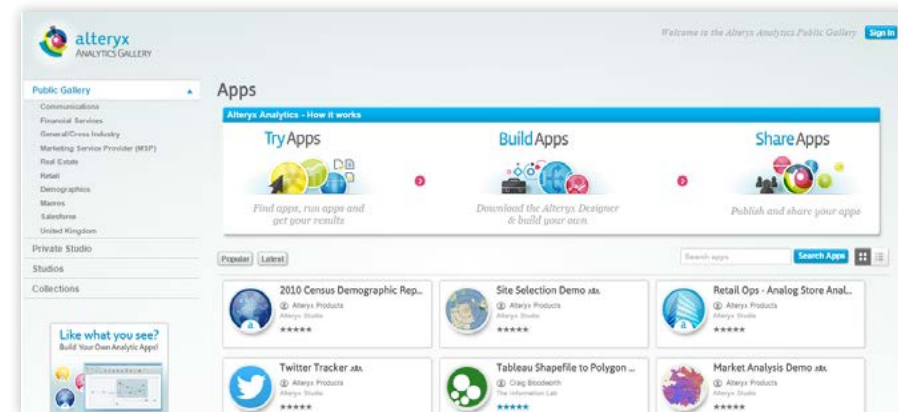 alteryx
ANALYTICS GALLERY
Welcome to the Alteryx Analytics Public Gallery
Sign In
Public Gallery
Communications
Financial Services
General/Cross Industry
Marketing Service Provider (MSP)
Real Estate
Retail
Demographics
Macros
Salesforce
United Kingdom
Private Studio
Studios
Collections
Like what you see?
Build Your Own Analytic Apps!
Apps
Alteryx Analytics - How it works
Try Apps
Find apps, run apps and
get your results
Build Apps
Download the Alteryx Designer
& build your own
Share Apps
Publish and share your apps
Popular
Latest
Search apps
Search Apps
2010 Census Demographic Rep...
Alteryx Products
Alteryx Studio
Site Selection Demo
Alteryx Products
Alteryx Studio
Retail Ops - Analog Store Anal...
Alteryx Products
Alteryx Studio
Twitter Tracker
Alteryx Products
Alteryx Studio
Tableau Shapefile to Polygon ...
Craig Bloodworth
The Information Lab
Market Analysis Demo
Alteryx Products
Alteryx Studio